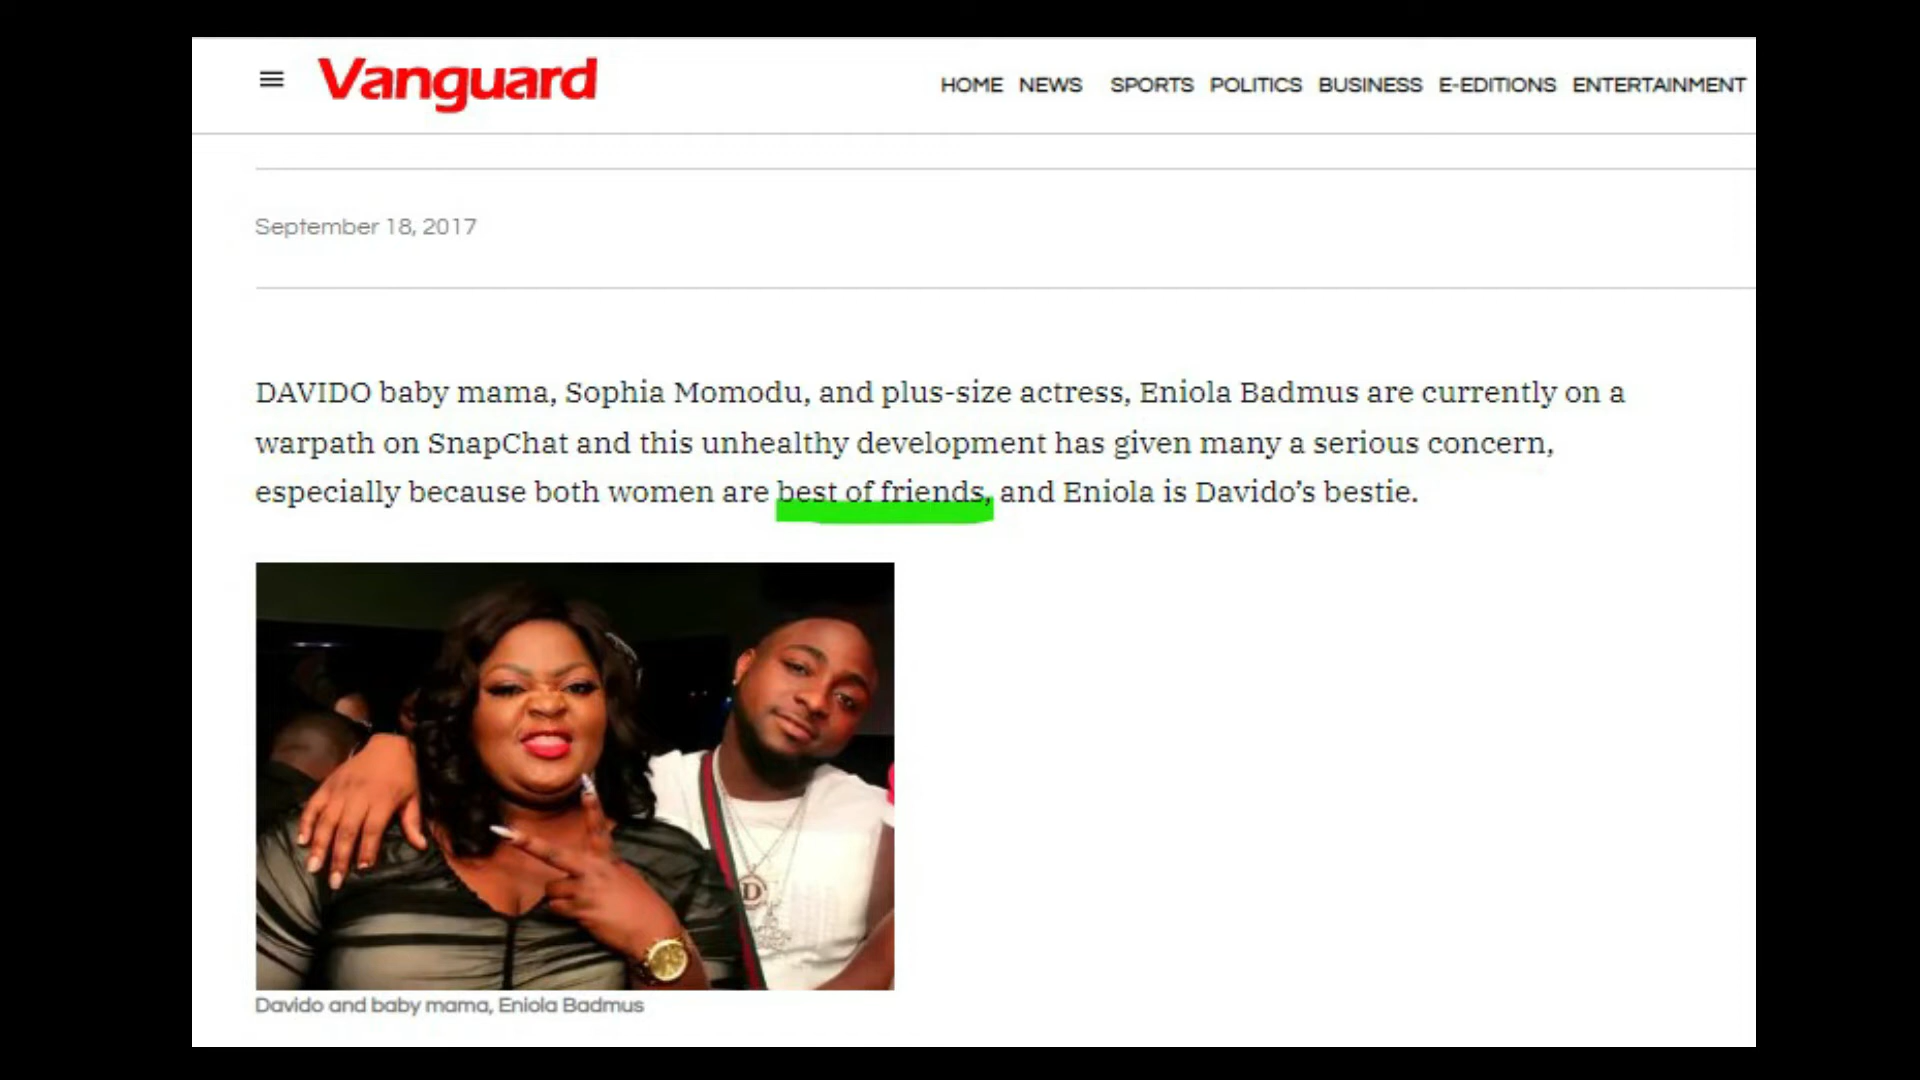 Vanguard
HOME NEWS SPORTS POLITICS BUSINESS E-EDITIONS ENTERTAINMENT
September 18, 2017
DAVIDO baby mama, Sophia Momodu, and plus-size actress, Eniola Badmus are currently on a
warpath on SnapChat and this unhealthy development has given many a serious concern,
especially because both women are best of friends, and Eniola is Davido’s bestie.
D
Davido and baby mama, Eniola Badmus